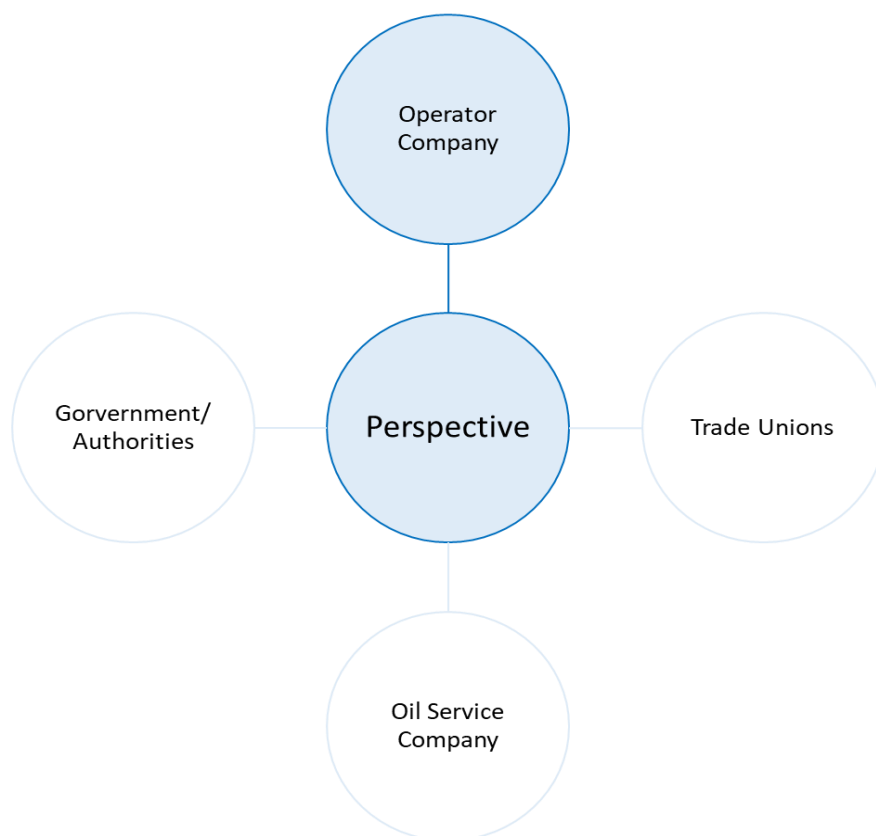 Operator
Company
Gorvernment/
Authorities
Perspective
Trade Unions
Oil Service
Company